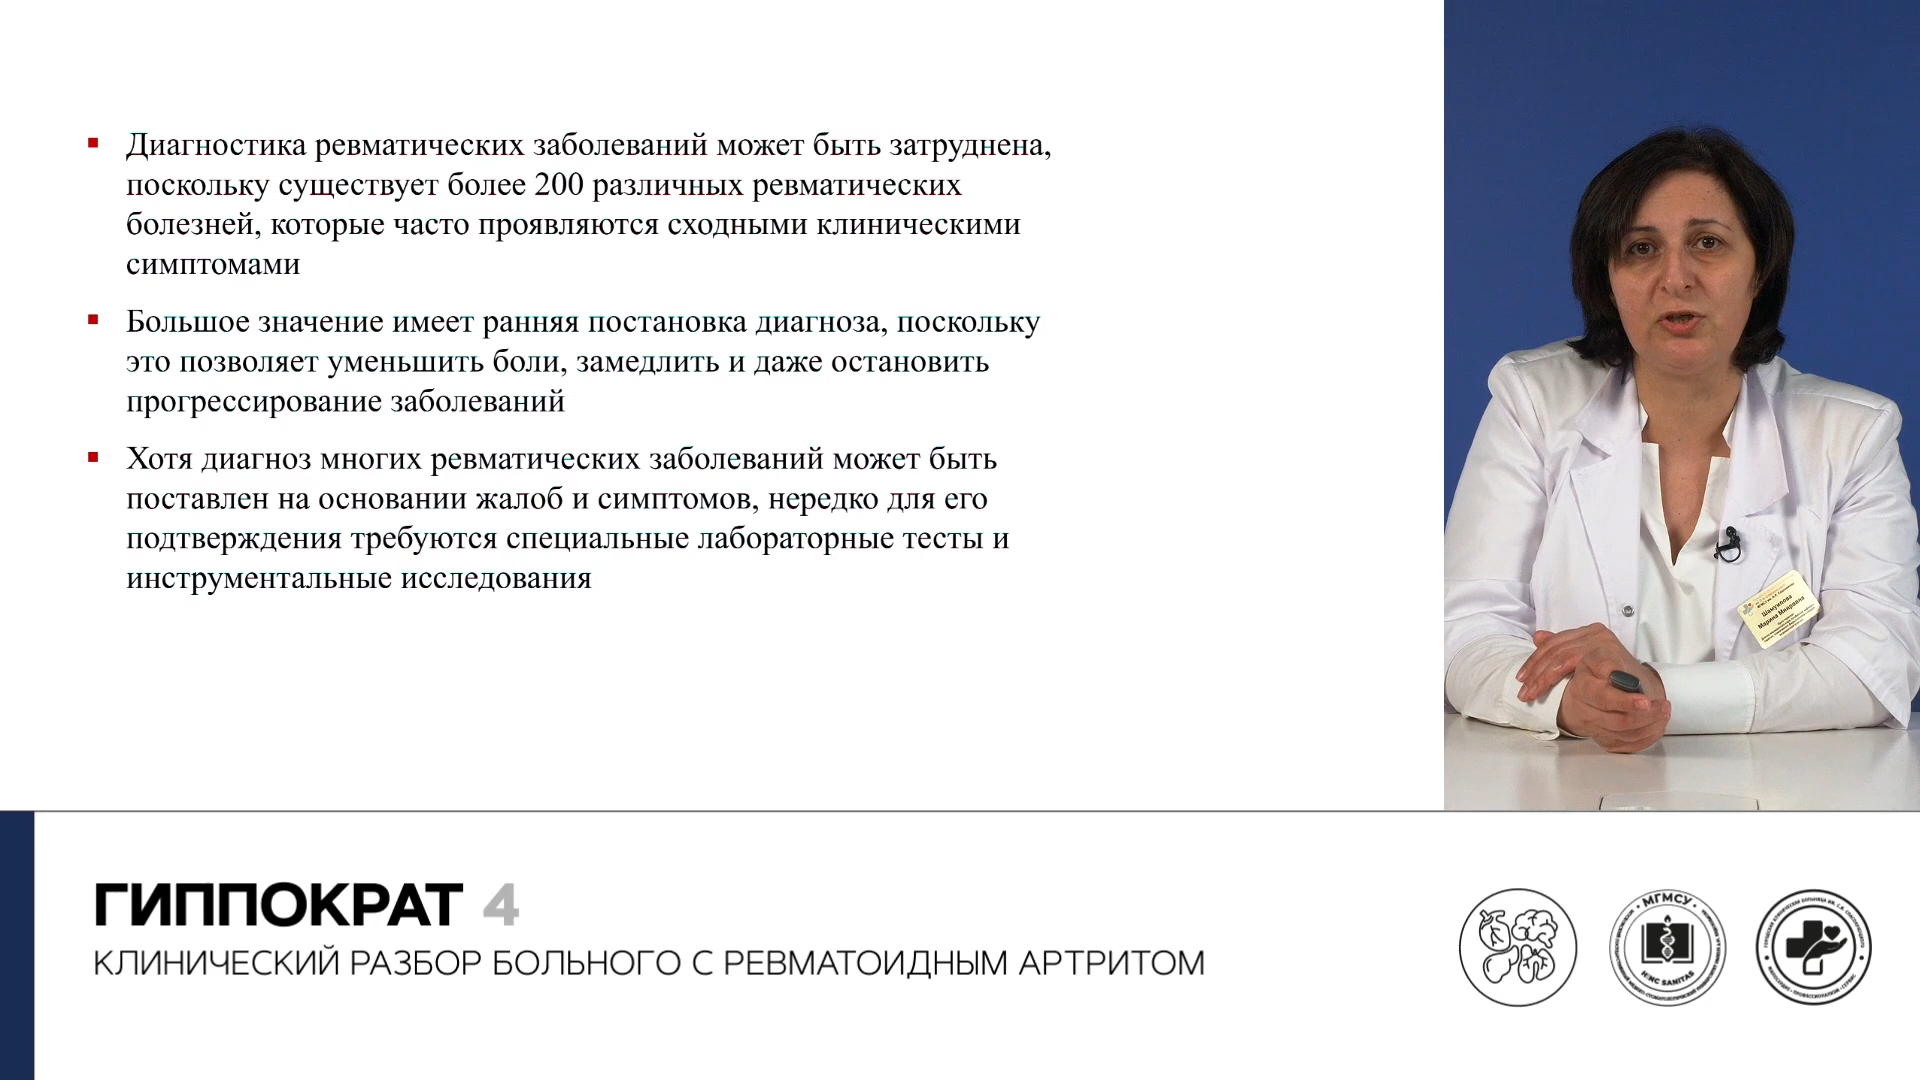 Диагностика ревматических заболеваний может быть затруднена,
поскольку существует более 200 различных ревматических
болезней, которые часто проявляются сходными клиническими
симптомами
Большое значение имеет ранняя постановка диагноза, поскольку
это позволяет уменьшить боли, замедлить и даже остановить
прогрессирование заболеваний
Хотя диагноз многих ревматических заболеваний может быть
поставлен на основании жалоб и симптомов, нередко для его
подтверждения требуются специальные лабораторные тесты и
инструментальные исследования
Марина
ГИППОКРАТ 4
КЛИНИЧЕСКИЙ РАЗБОР БОЛЬНОГО С РЕВМАТОИДНЫМ АРТРИТОМ
МГМСУ
SANITAS